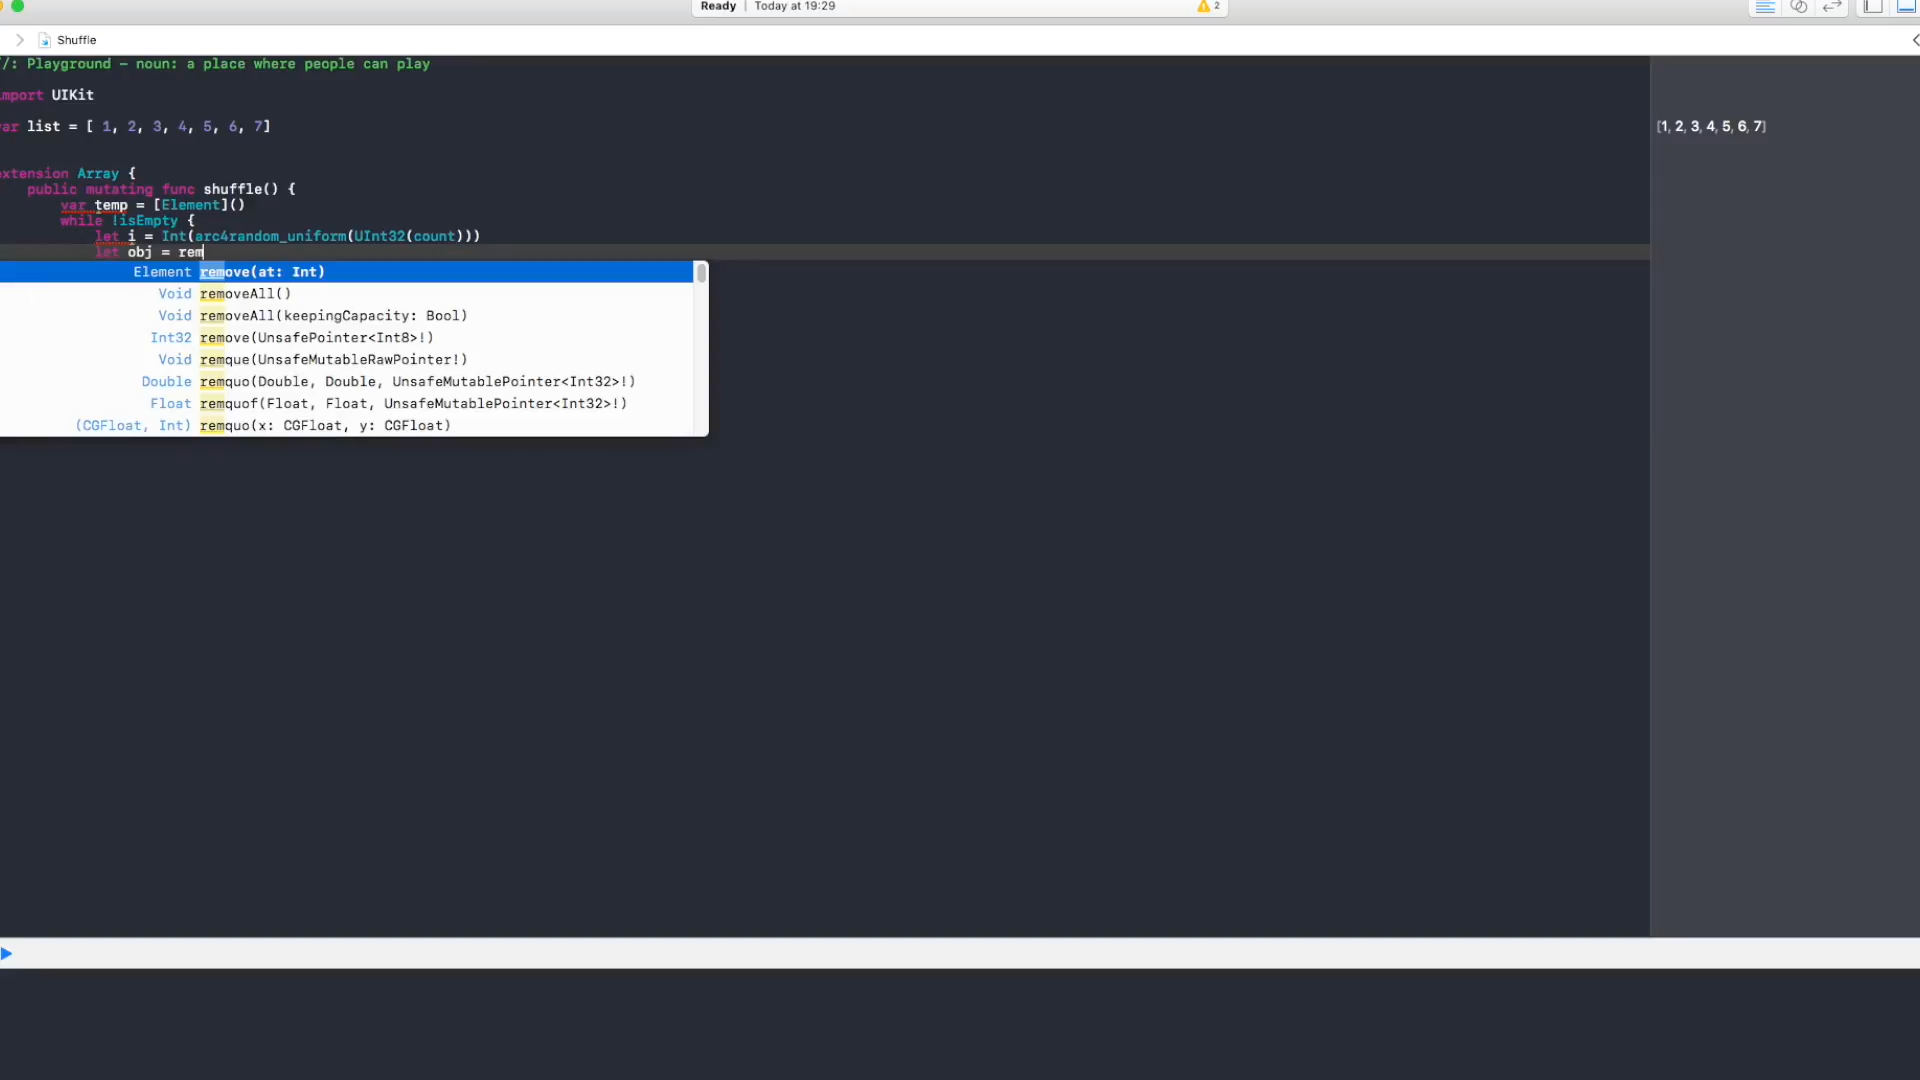 Ready | Today at 19:29
2
Shuffle
/: Playground – noun: a place where people can play
import UIKit
var list = [ 1, 2, 3, 4, 5, 6, 7]
[1, 2, 3, 4, 5, 6, 7]
extension Array {
public mutating func shuffle() {
var temp = [Element]()
while !isEmpty {
let i = Int(arc4random_uniform(UInt32(count)))
let obj = rem
Element remove(at: Int)
Void removeAll()
Void removeAll(keepingCapacity: Bool)
Int32 remove(UnsafePointer<Int8>!)
Void remque(UnsafeMutableRawPointer!)
Double remquo(Double, Double, UnsafeMutablePointer<Int32>!)
Float remquof(Float, Float, UnsafeMutablePointer<Int32>!)
(CGFloat, Int) remquo(x: CGFloat, y: CGFloat)